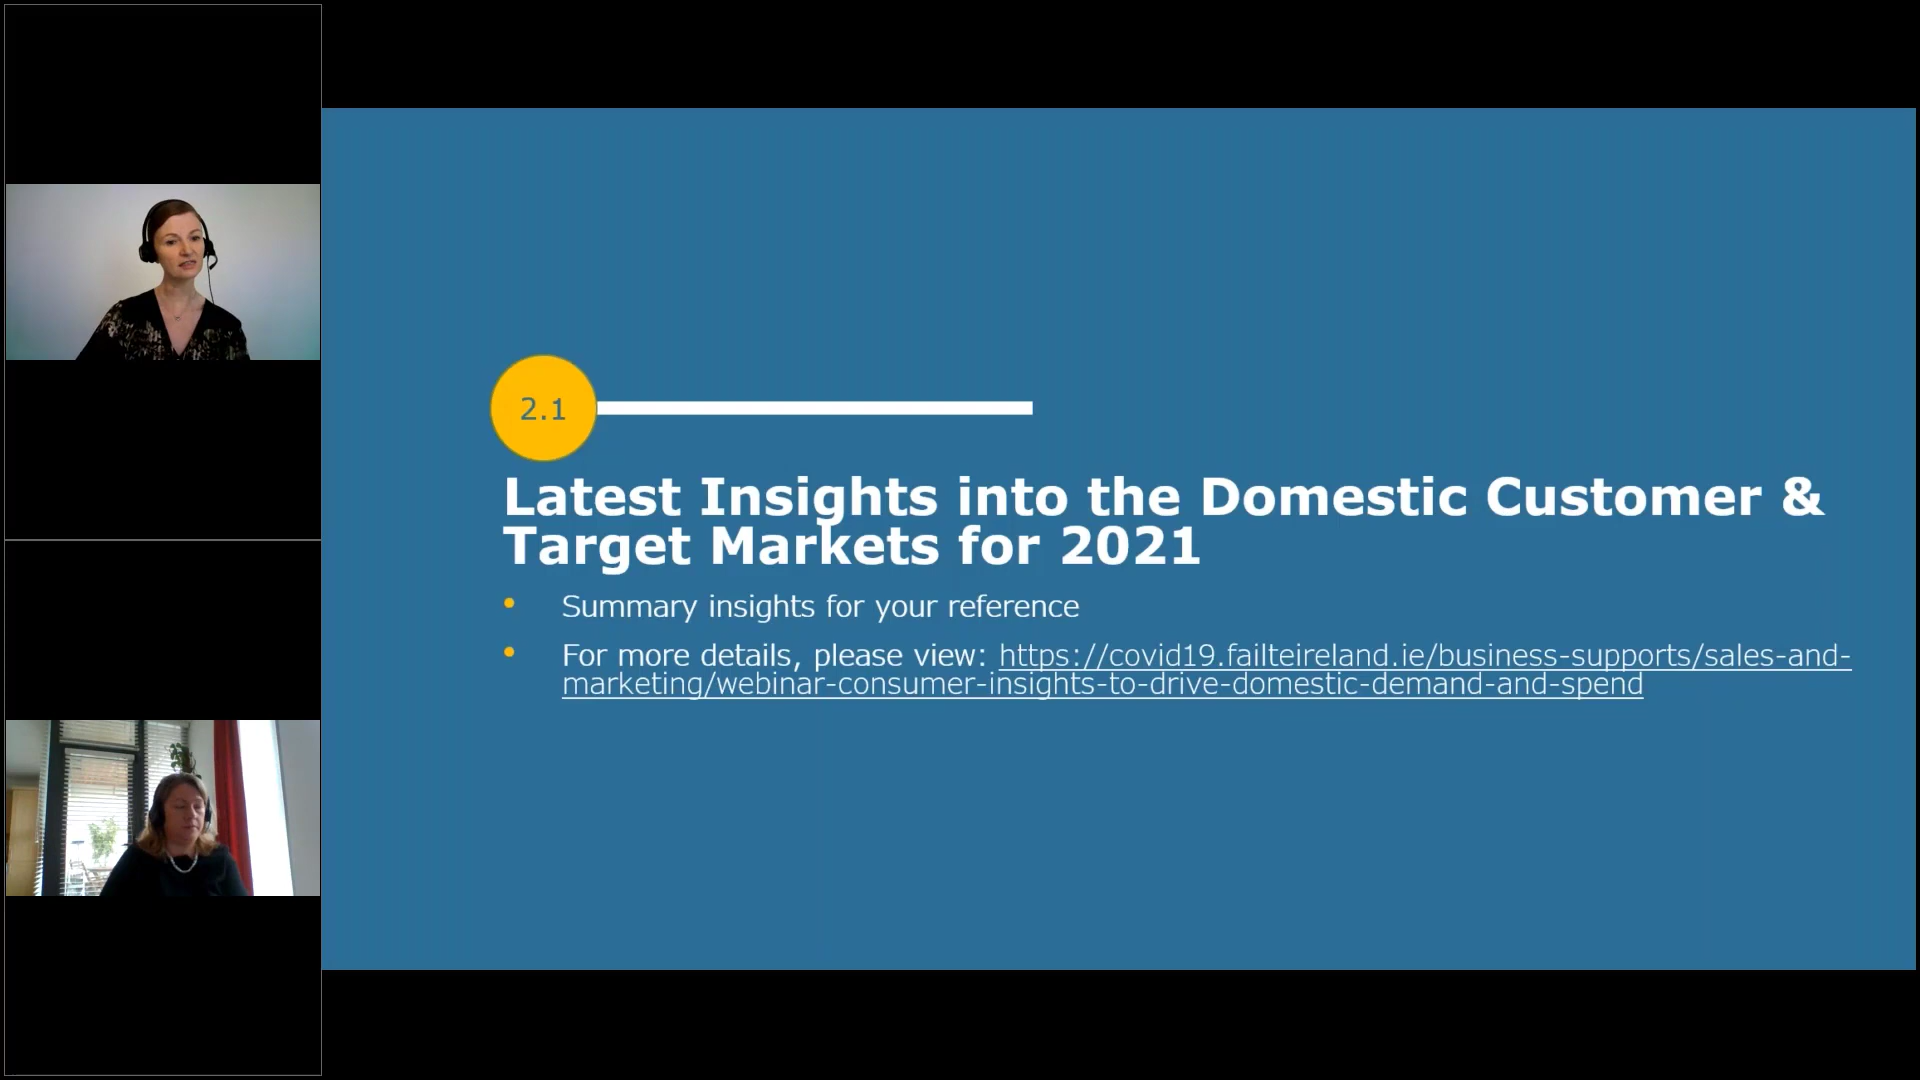 2.1
Latest Insights into the Domestic Customer &
Target Markets for 2021
• Summary insights for your reference
• For more details, please view: https://covid19.failteireland.ie/business-supports/sales-and-
marketing/webinar-consumer-insights-to-drive-domestic-demand-and-spend